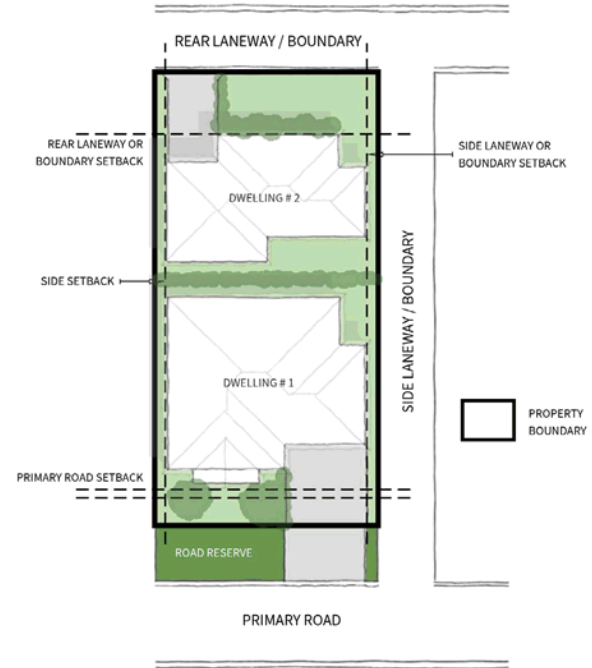 REAR LANEWAY / BOUNDARY
REAR LANEWAY OR
BOUNDARY SETBACK
SIDE LANEWAY OR
BOUNDARY SETBACK
DWELLING # 2
SIDE SETBACK
SIDE LANEWAY / BOUNDARY
DWELLING # 1
PROPERTY
BOUNDARY
PRIMARY ROAD SETBACK
ROAD RESERVE
PRIMARY ROAD